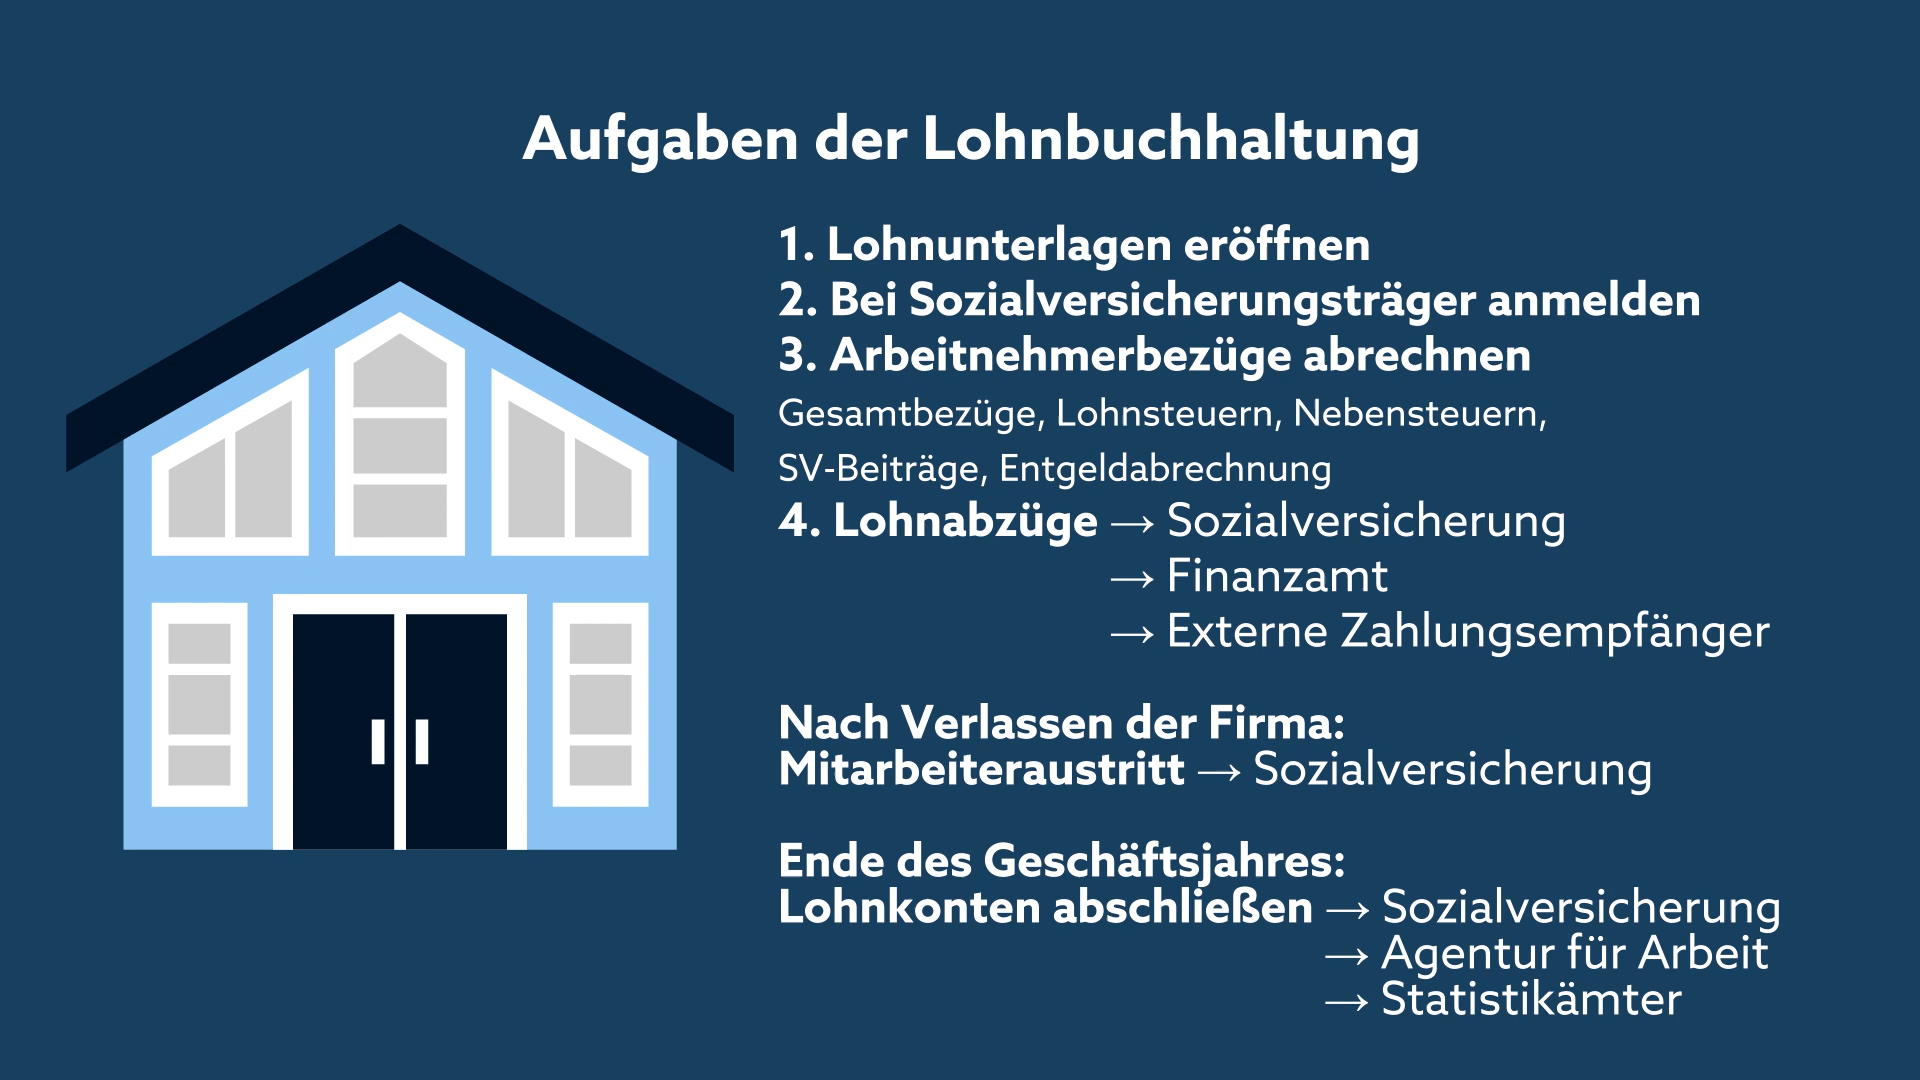 Aufgaben der Lohnbuchhaltung
1. Lohnunterlagen eröffnen
2. Bei Sozialversicherungsträger anmelden
3. Arbeitnehmerbezüge abrechnen
Gesamtbezüge, Lohnsteuern, Nebensteuern,
SV-Beiträge, Entgeldabrechnung
4. Lohnabzüge → Sozialversicherung
→ Finanzamt
→ Externe Zahlungsempfänger
Nach Verlassen der Firma:
Mitarbeiteraustritt → Sozialversicherung
Ende des Geschäftsjahres:
Lohnkonten abschließen → Sozialversicherung
→ Agentur für Arbeit
→ Statistikämter